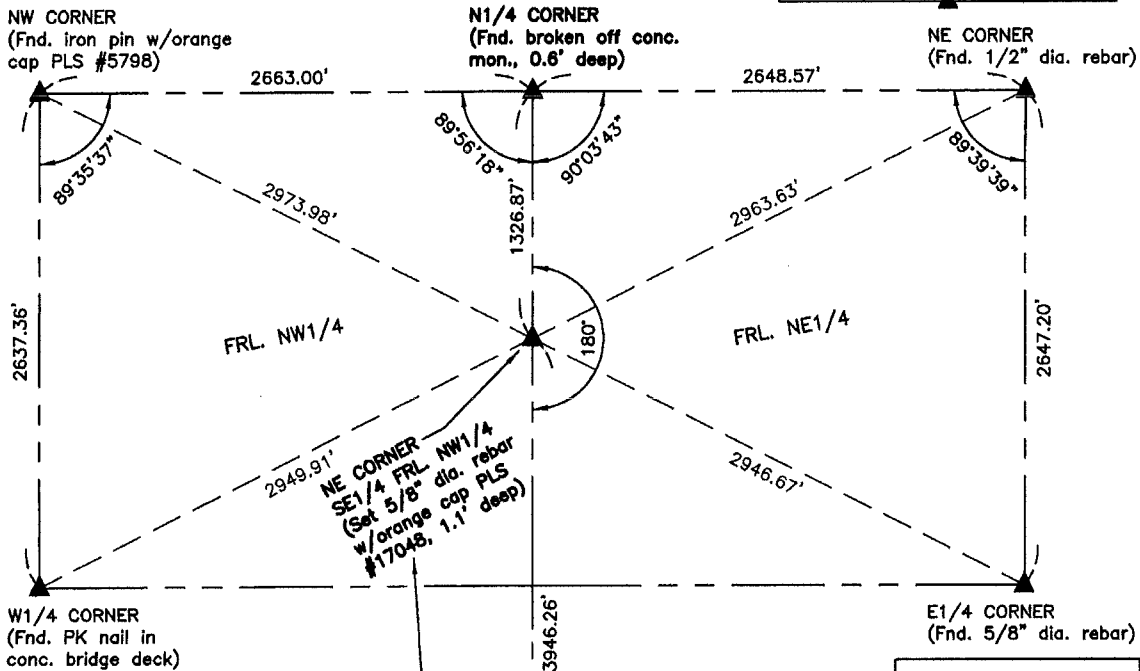 NW CORNER
(Fnd. iron pin w/orange
cap PLS #5798)
N1/4 CORNER
(Fnd. broken off conc.
mon., 0.6' deep)
NE CORNER
(Fnd. 1/2" dia. rebar)
2663.00'
2648.57'
89°35'37"
89°56'18"
90°03'43"
89°39'39"
2973.98'
1326.87'
2963.63'
2637.36'
FRL. NW1/4
180°
FRL. NE1/4
2647.20'
2949.91'
NE CORNER
SE1/4 FRL. NW1/4
(Set 5/8" dia. rebar
w/orange cap PLS
#17048, 1.1' deep)
2946.67'
W1/4 CORNER
(Fnd. PK nail in
conc. bridge deck)
3946.26'
E1/4 CORNER
(Fnd. 5/8" dia. rebar)